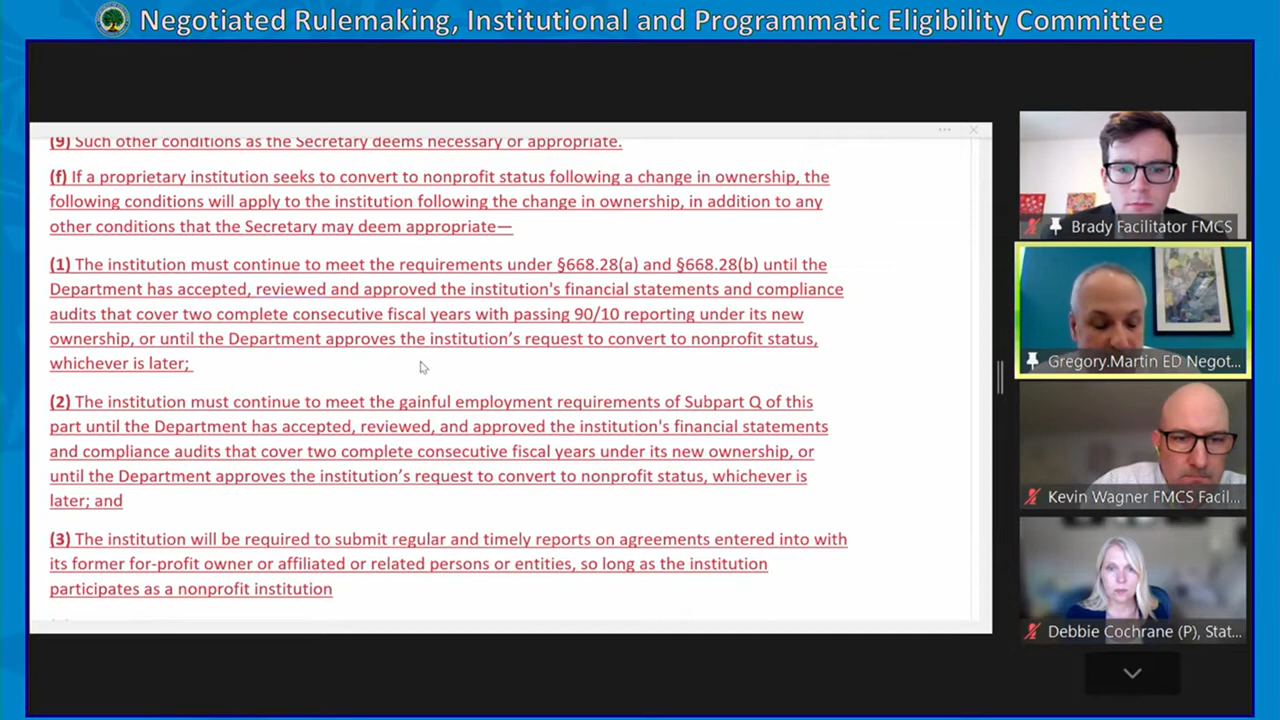 Negotiated Rulemaking, Institutional and Programmatic Eligibility Committee
(9) Such other conditions as the Secretary deems necessary or appropriate.
(f) If a proprietary institution seeks to convert to nonprofit status following a change in ownership, the
following conditions will apply to the institution following the change in ownership, in addition to any
other conditions that the Secretary may deem appropriate—
(1) The institution must continue to meet the requirements under §668.28(a) and §668.28(b) until the
Department has accepted, reviewed and approved the institution's financial statements and compliance
audits that cover two complete consecutive fiscal years with passing 90/10 reporting under its new
ownership, or until the Department approves the institution’s request to convert to nonprofit status,
whichever is later;
(2) The institution must continue to meet the gainful employment requirements of Subpart Q of this
part until the Department has accepted, reviewed, and approved the institution's financial statements
and compliance audits that cover two complete consecutive fiscal years under its new ownership, or
until the Department approves the institution’s request to convert to nonprofit status, whichever is
later; and
(3) The institution will be required to submit regular and timely reports on agreements entered into with
its former for-profit owner or affiliated or related persons or entities, so long as the institution
participates as a nonprofit institution
Brady Facilitator FMCS
Gregory.Martin ED Negot...
Kevin Wagner FMCS Facil...
Debbie Cochrane (P), Stat...